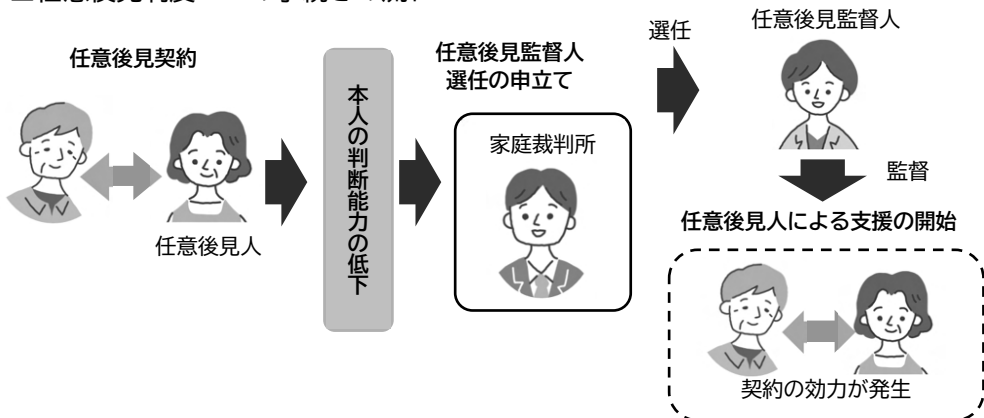 任意後見契約
任意後見人
本人の判断能力の低下
任意後見監督人
選任の申立て
家庭裁判所
選任
任意後見監督人
監督
任意後見人による支援の開始
契約の効力が発生